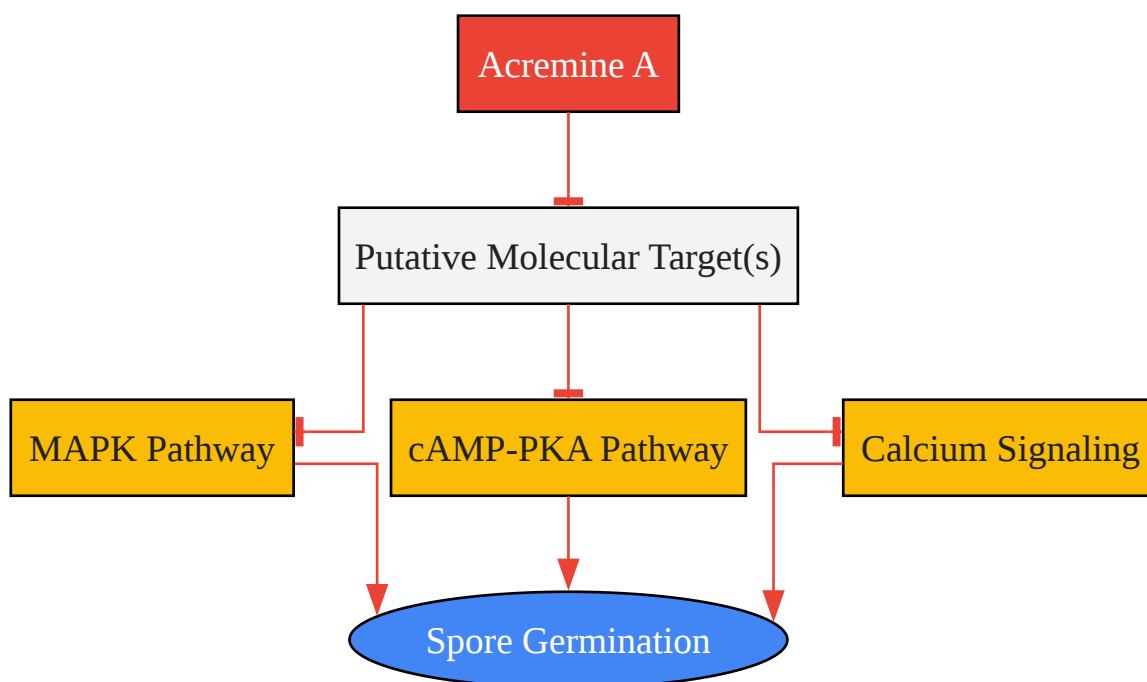 Acremine A
Putative Molecular Target(s)
MAPK Pathway
cAMP-PKA Pathway
Calcium Signaling
Spore Germination